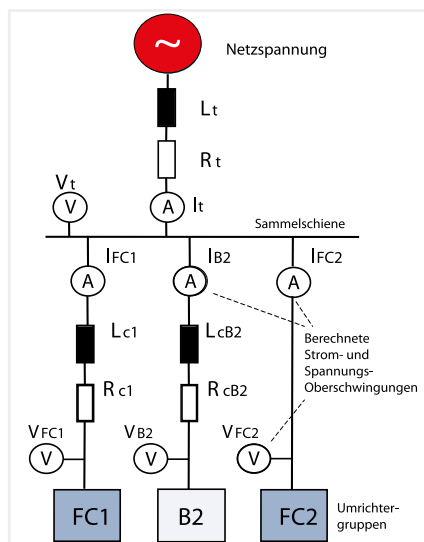 ~
Netzspannung
Lt
Rt
Vt
V
A
It
Sammelschiene
IFC1
IB2
IFC2
A
A
A
Lc1
LcB2
Berechnete
Strom- und
Spannungs-
Oberschwingungen
Rc1
RcB2
VFC1
VB2
VFC2
V
V
V
FC1
B2
FC2
Umrichter-
gruppen